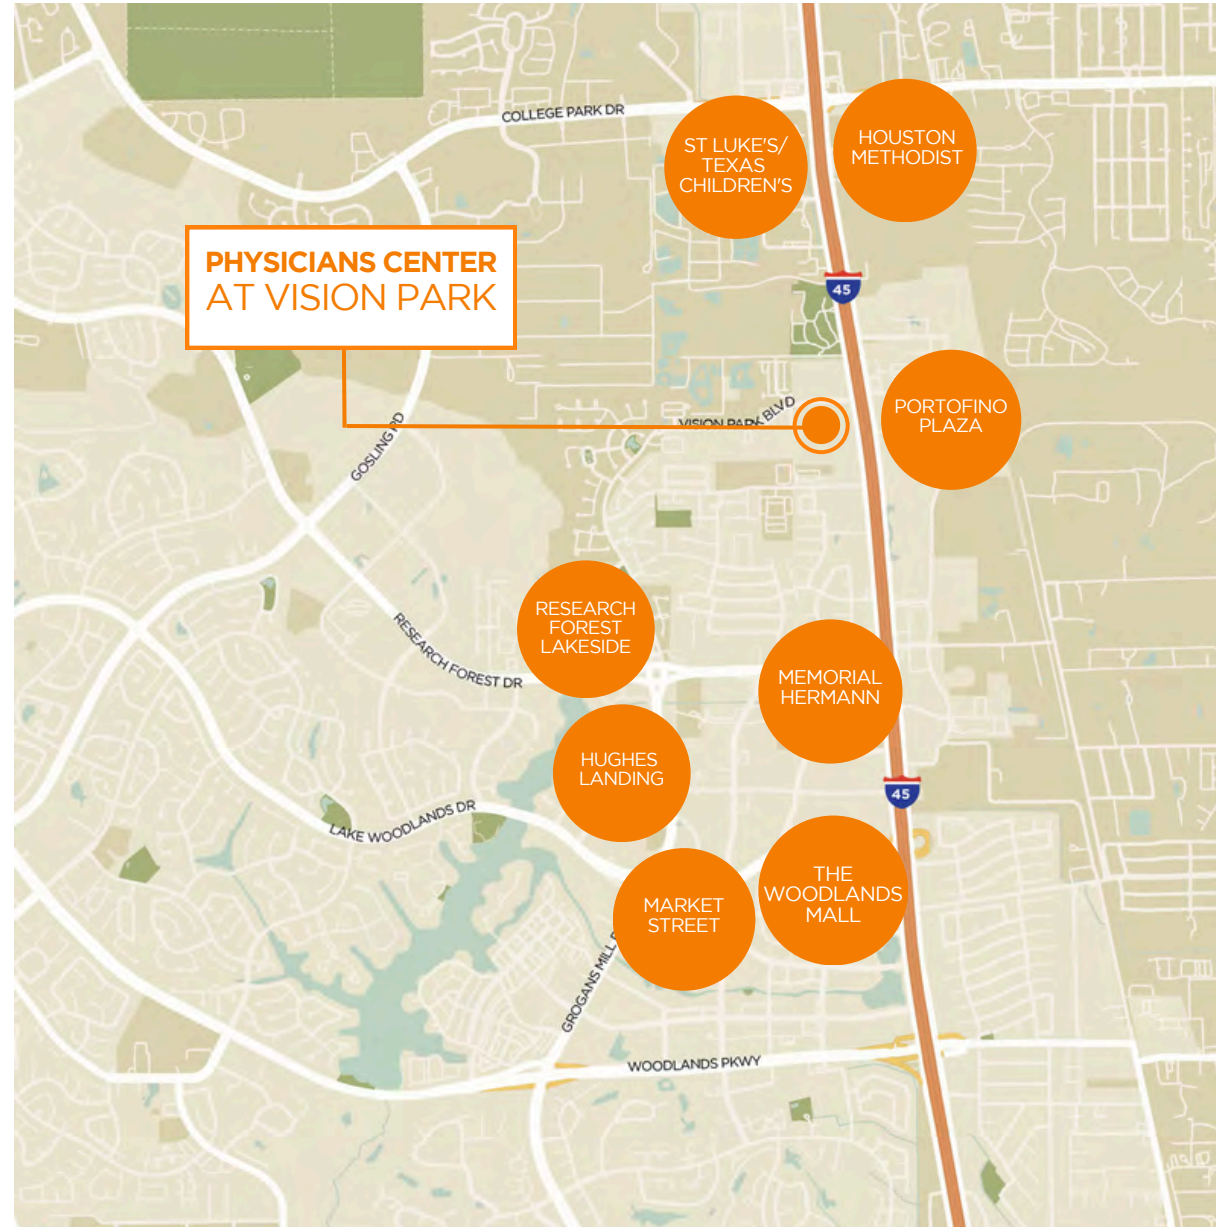 COLLEGE PARK DR
ST LUKE'S/
TEXAS
CHILDREN'S
HOUSTON
METHODIST
PHYSICIANS CENTER
AT VISION PARK
45
PORTOFINO
PLAZA
VISION PARK BLVD
GOSLING RD
RESEARCH
FOREST
LAKESIDE
RESEARCH FOREST DR
MEMORIAL
HERMANN
HUGHES
LANDING
45
LAKE WOODLANDS DR
THE
WOODLANDS
MALL
MARKET
STREET
GROGANS MILL
WOODLANDS PKWY